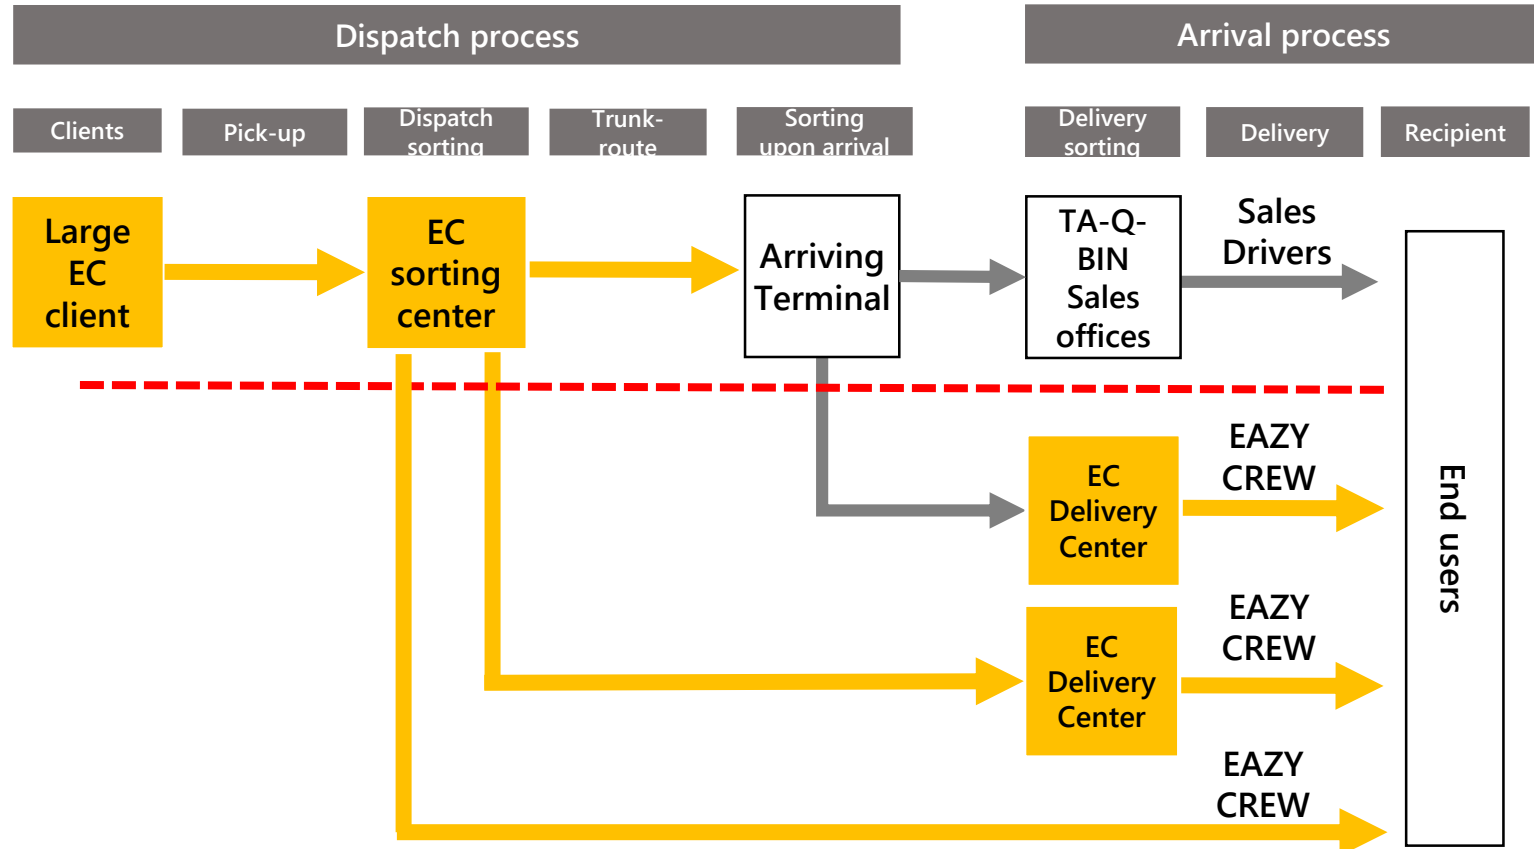 Dispatch process
Arrival process
Clients
Pick-up
Dispatch
sorting
Trunk-
route
Sorting
upon arrival
Delivery
sorting
Delivery
Recipient
Large
EC
client
EC
sorting
center
Arriving
Terminal
TA-Q-
BIN
Sales
offices
Sales
Drivers
EAZY
CREW
EC
Delivery
Center
EAZY
CREW
EC
Delivery
Center
EAZY
CREW
End users